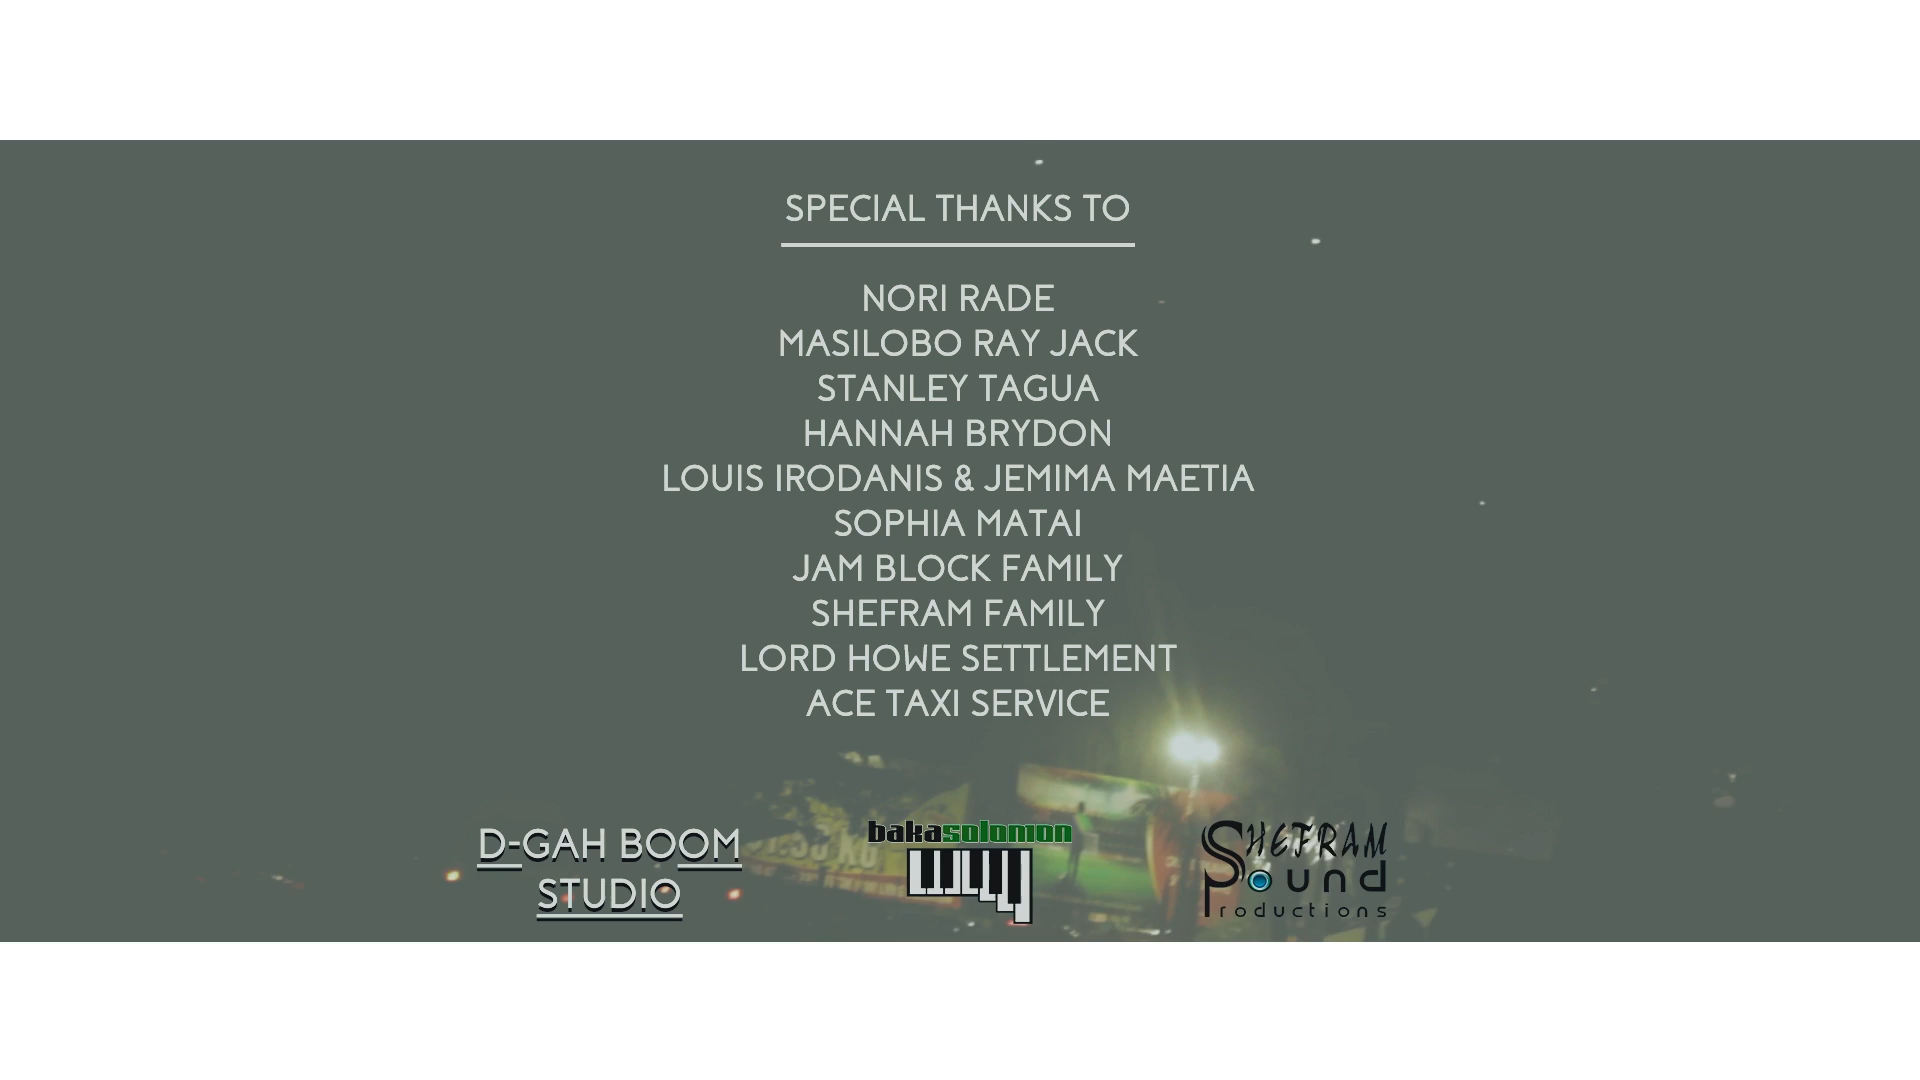 SPECIAL THANKS TO
NORI RADE
MASILOBO RAY JACK
STANLEY TAGUA
HANNAH BRYDON
LOUIS IRODANIS & JEMIMA MAETIA
SOPHIA MATAI
JAM BLOCK FAMILY
SHEFRAM FAMILY
LORD HOWE SETTLEMENT
ACE TAXI SERVICE
D-GAH BOOM
STUDIO
bakasolomon
SHEFRAM
Sound
Productions